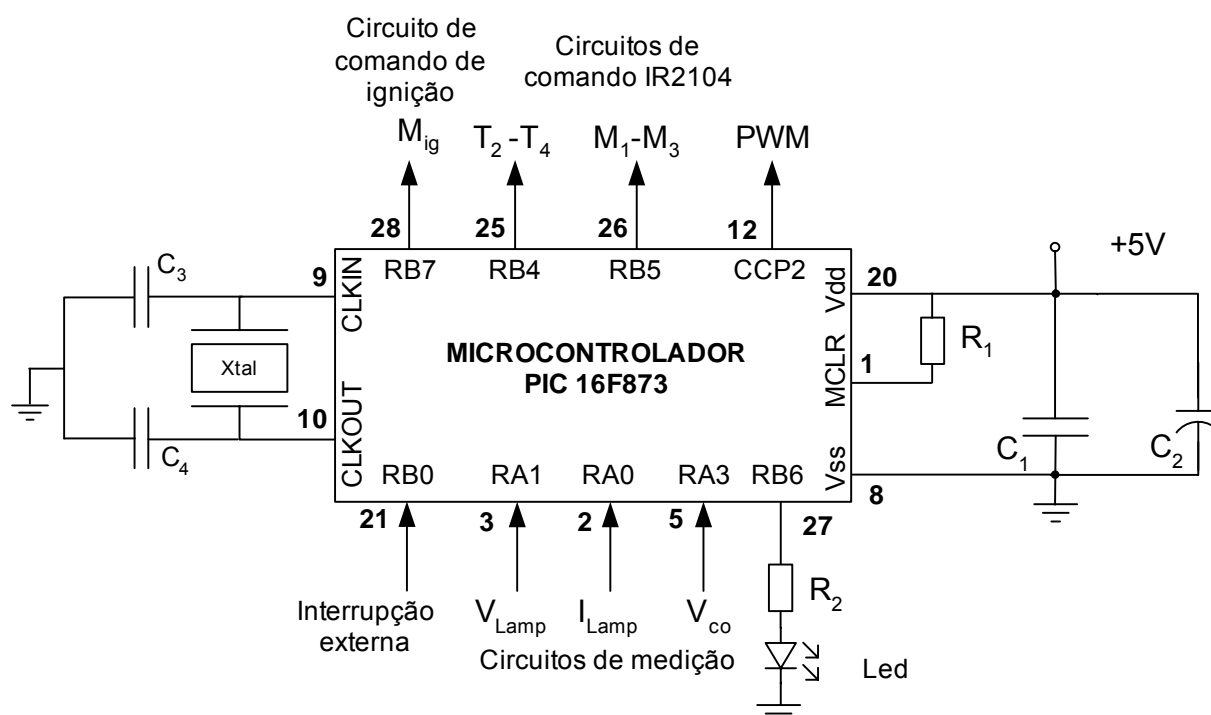 Circuito de
comando de
ignição
Circuitos de
comando IR2104
M_ig
T_2 -T_4
M_1-M_3
PWM
28
25
26
12
+5V
C_3
9
RB7
RB4
RB5
CCP2
20
CLKIN
Vdd
Xtal
MICROCONTROLADOR
PIC 16F873
R_1
MCLR
1
10
CLKOUT
C_4
C_1
C_2
RB0
RA1
RA0
RA3
RB6
Vss
8
21
3
2
5
27
R_2
Interrupção
externa
V_Lamp
I_Lamp
V_co
Circuitos de medição
Led